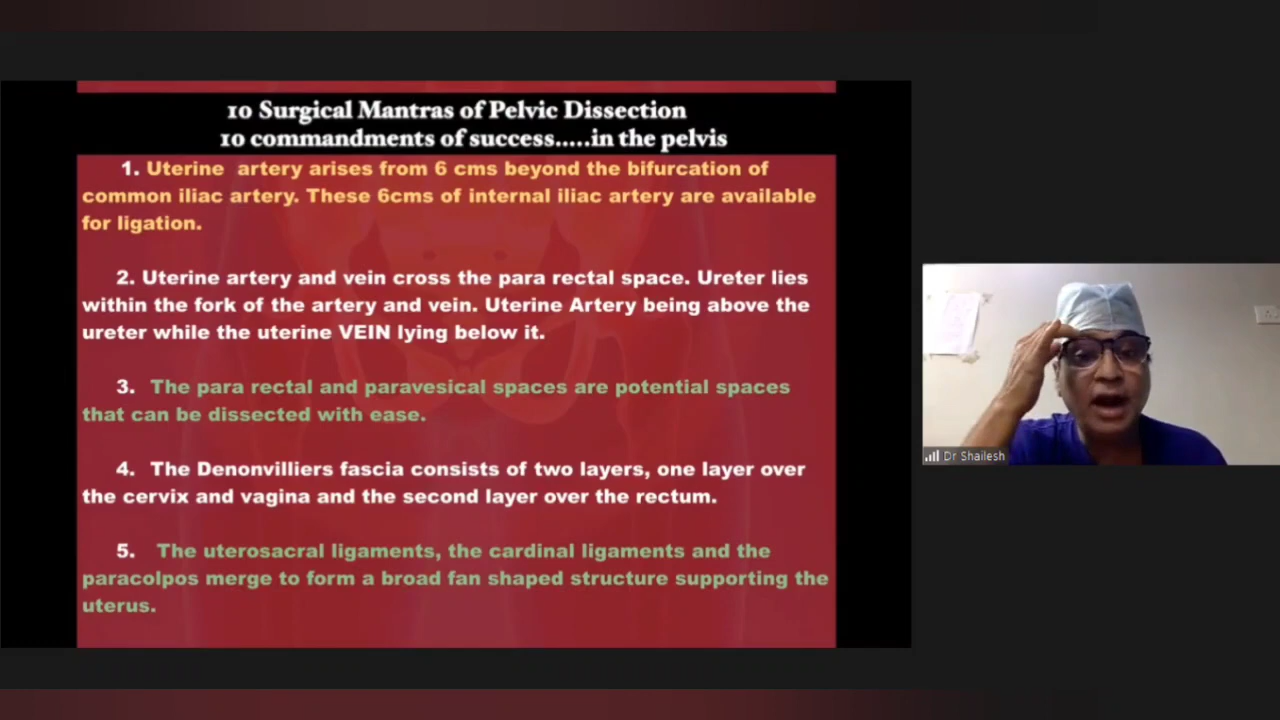 10 Surgical Mantras of Pelvic Dissection
10 commandments of success.....in the pelvis
1. Uterine artery arises from 6 cms beyond the bifurcation of
common iliac artery. These 6cms of internal iliac artery are available
for ligation.
2. Uterine artery and vein cross the para rectal space. Ureter lies
within the fork of the artery and vein. Uterine Artery being above the
ureter while the uterine VEIN lying below it.
3. The para rectal and paravesical spaces are potential spaces
that can be dissected with ease.
4. The Denonvilliers fascia consists of two layers, one layer over
the cervix and vagina and the second layer over the rectum.
5. The uterosacral ligaments, the cardinal ligaments and the
paracolpos merge to form a broad fan shaped structure supporting the
uterus.
Dr Shailesh